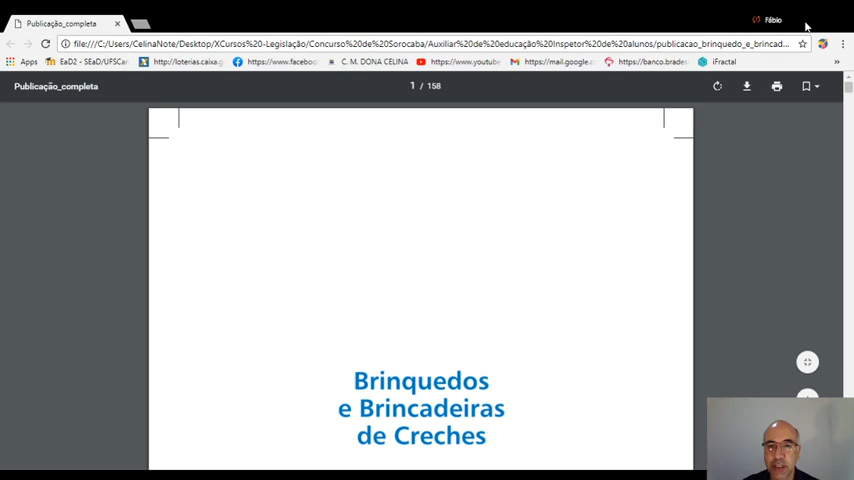 Publicação_completa
Fábio
file:///C:/Users/CelinaNote/Desktop/XCursos%20-Legislação/Concurso%20de%20Sorocaba/Auxiliar%20de%20educação%20Inspetor%20de%20alunos/publicacao_brinquedo_e_brincad...
Apps
EaD2 - SEaD/UFSCar
http://loterias.caixa.g
https://www.faceboo
C. M. DONA CELINA
https://www.youtube
https://mail.google.c
https://banco.brades
iFractal
»
Publicação_completa
1 / 158
Brinquedos
e Brincadeiras
de Creches